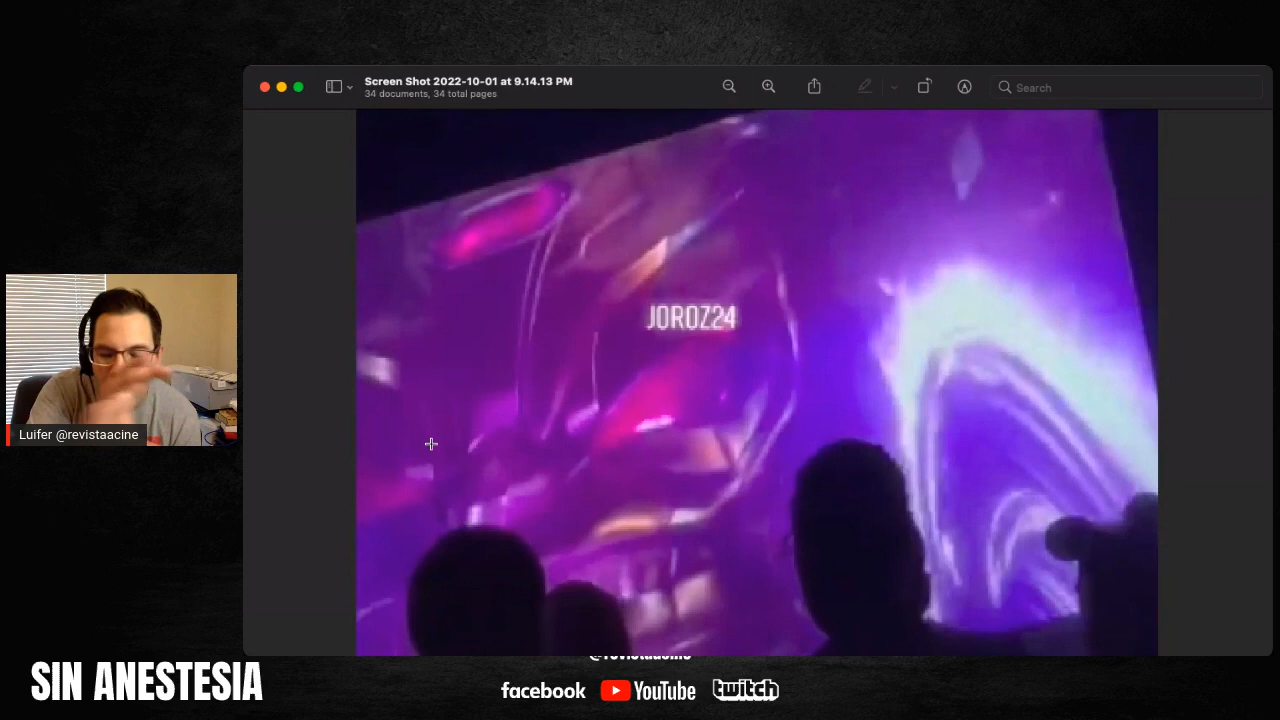 Screen Shot 2022-10-01 at 9.14.13 PM
34 documents, 34 total pages
Search
JOROZ24
Luifer @revistaacine
@revistaacine
SIN ANESTESIA
facebook YouTube twitch